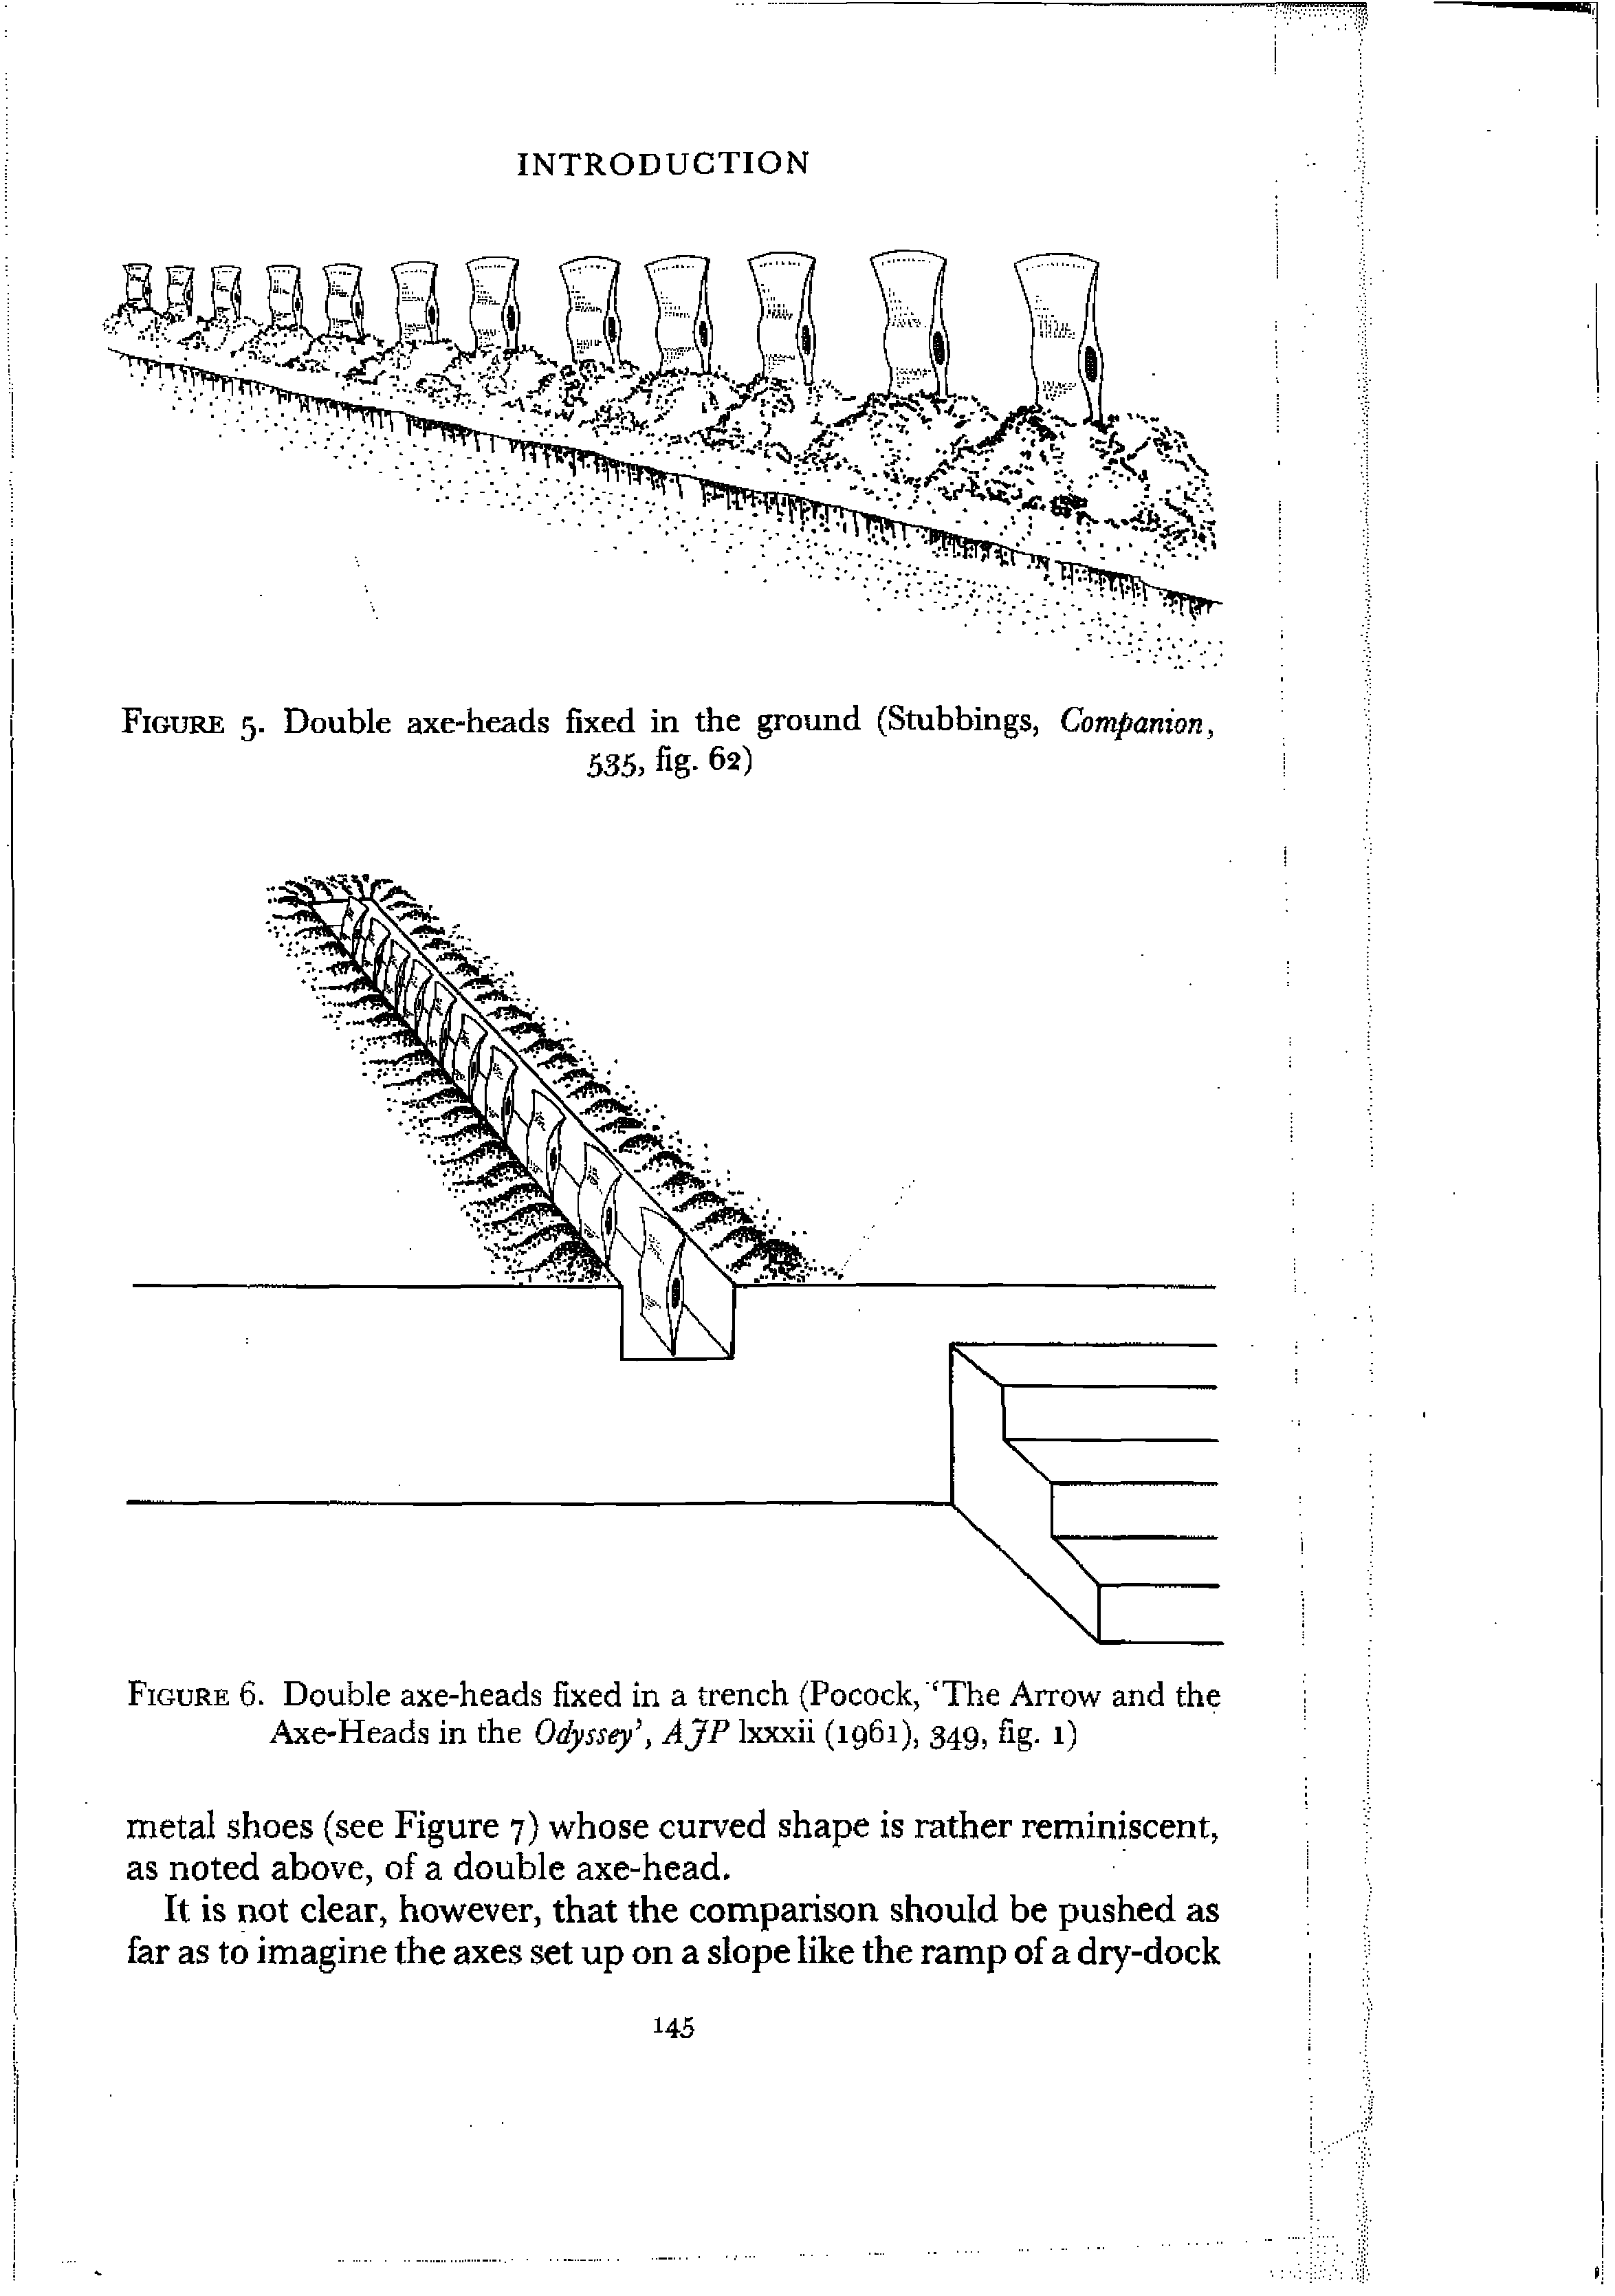 INTRODUCTION
FIGURE 5. Double axe-heads fixed in the ground (Stubbings, Companion,
535, fig. 62)
FIGURE 6. Double axe-heads fixed in a trench (Pocock, 'The Arrow and the
Axe-Heads in the Odyssey', AJP lxxxii (1961), 349, fig. 1)
metal shoes (see Figure 7) whose curved shape is rather reminiscent,
as noted above, of a double axe-head.
It is not clear, however, that the comparison should be pushed as
far as to imagine the axes set up on a slope like the ramp of a dry-dock
145